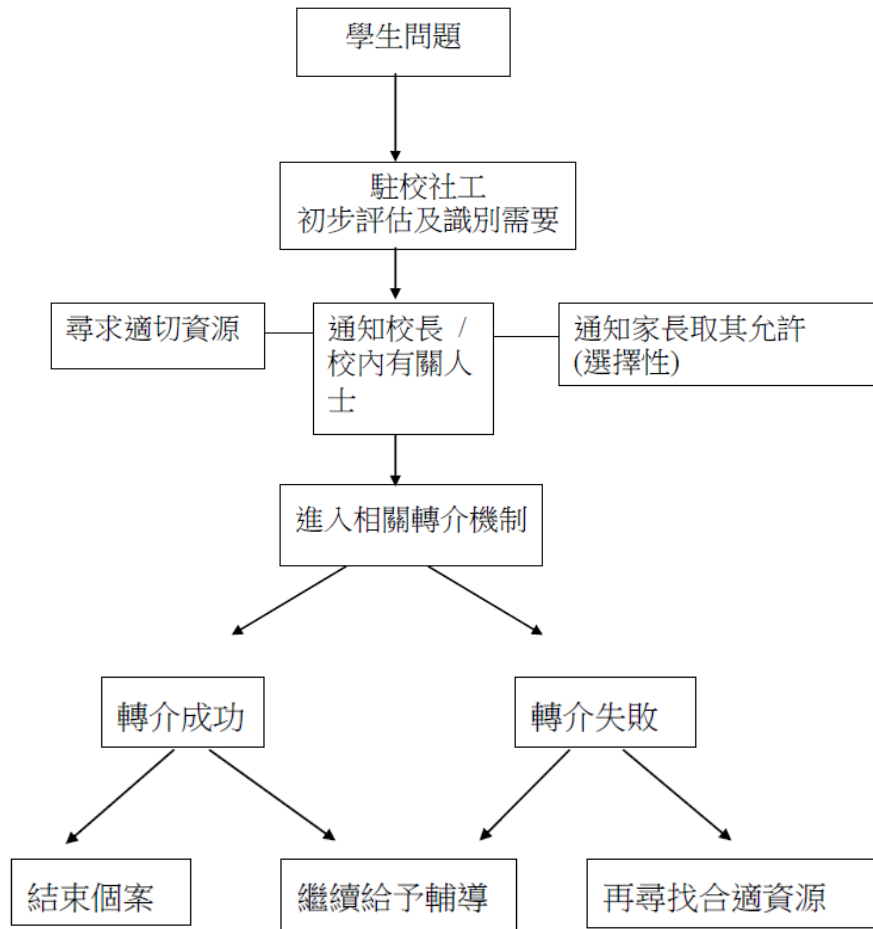 學生問題
駐校社工
初步評估及識別需要
尋求適切資源
通知校長 /
校內有關人
士
通知家長取其允許
(選擇性)
進入相關轉介機制
轉介成功
轉介失敗
結束個案
繼續給予輔導
再尋找合適資源